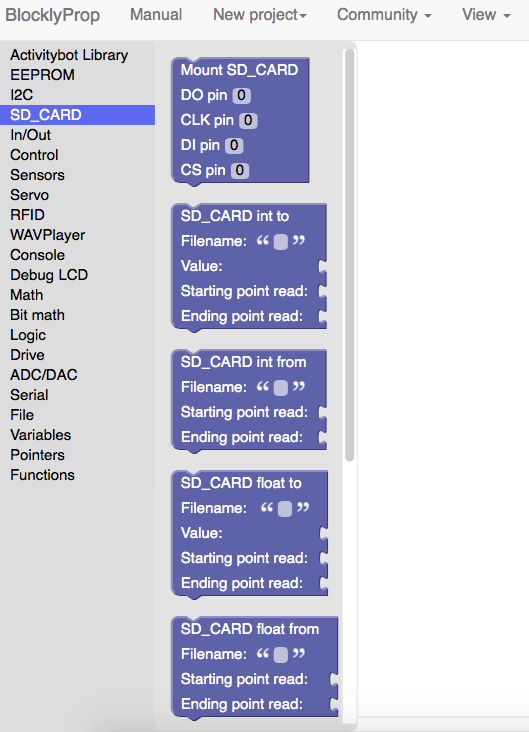 BlocklyProp Manual New project Community View
Activitybot Library
EEPROM
I2C
SD_CARD
In/Out
Control
Sensors
Servo
RFID
WAVPlayer
Console
Debug LCD
Math
Bit math
Logic
Drive
ADC/DAC
Serial
File
Variables
Pointers
Functions
Mount SD_CARD
DO pin 0
CLK pin 0
DI pin 0
CS pin 0
SD_CARD int to
Filename: “ ”
Value:
Starting point read:
Ending point read:
SD_CARD int from
Filename: “ ”
Starting point read:
Ending point read:
SD_CARD float to
Filename: “ ”
Value:
Starting point read:
Ending point read:
SD_CARD float from
Filename: “ ”
Starting point read:
Ending point read: